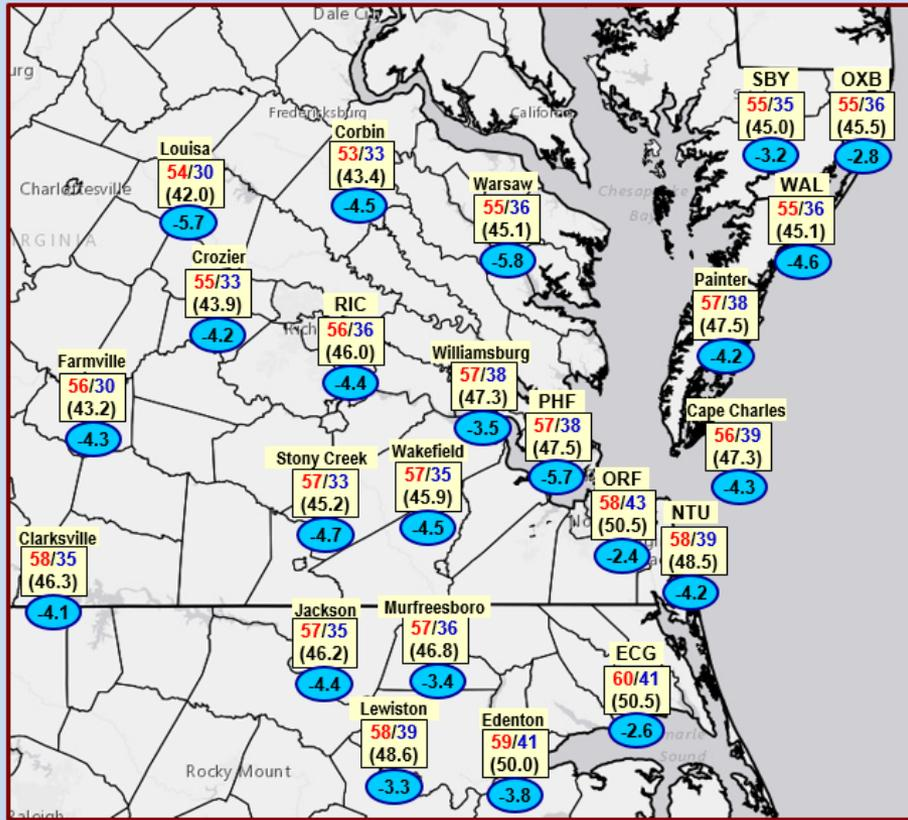 Dale City
urg
SBY
55/35
(45.0)
-3.2
OXB
55/36
(45.5)
-2.8
Fredericksburg
California
Corbin
53/33
(43.4)
-4.5
Louisa
54/30
(42.0)
-5.7
Charlottesville
Warsaw
55/36
(45.1)
-5.8
Chesapeake
Bay
WAL
55/36
(45.1)
-4.6
RGINIA
Crozier
55/33
(43.9)
-4.2
Painter
57/38
(47.5)
-4.2
RIC
Rich
56/36
(46.0)
-4.4
Farmville
56/30
(43.2)
-4.3
Williamsburg
57/38
(47.3)
-3.5
PHF
57/38
(47.5)
-5.7
Cape Charles
56/39
(47.3)
-4.3
Stony Creek
57/33
(45.2)
-4.7
Wakefield
57/35
(45.9)
-4.5
ORF
58/43
(50.5)
-2.4
NTU
58/39
(48.5)
-4.2
Clarksville
58/35
(46.3)
-4.1
Jackson
57/35
(46.2)
-4.4
Murfreesboro
57/36
(46.8)
-3.4
ECG
60/41
(50.5)
-2.6
Lewiston
58/39
(48.6)
-3.3
Edenton
59/41
(50.0)
-3.8
marle
Sound
Rocky Mount
Raleigh